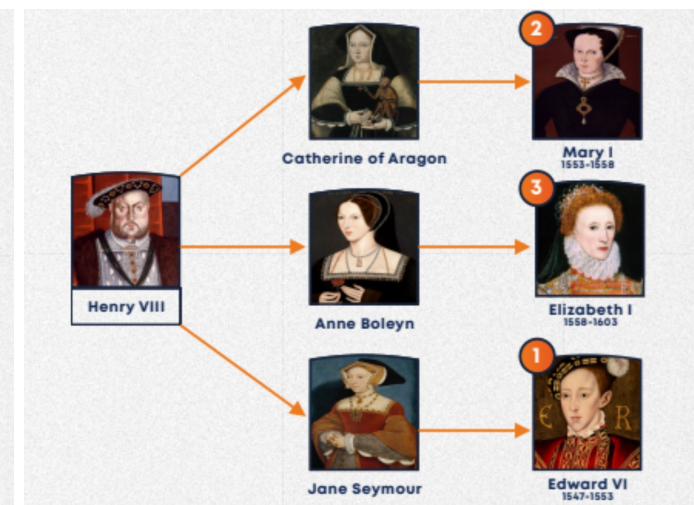 2
Catherine of Aragon
Mary I
1553-1558
3
Henry VIII
Anne Boleyn
Elizabeth I
1558-1603
1
E R
Jane Seymour
Edward VI
1547-1553